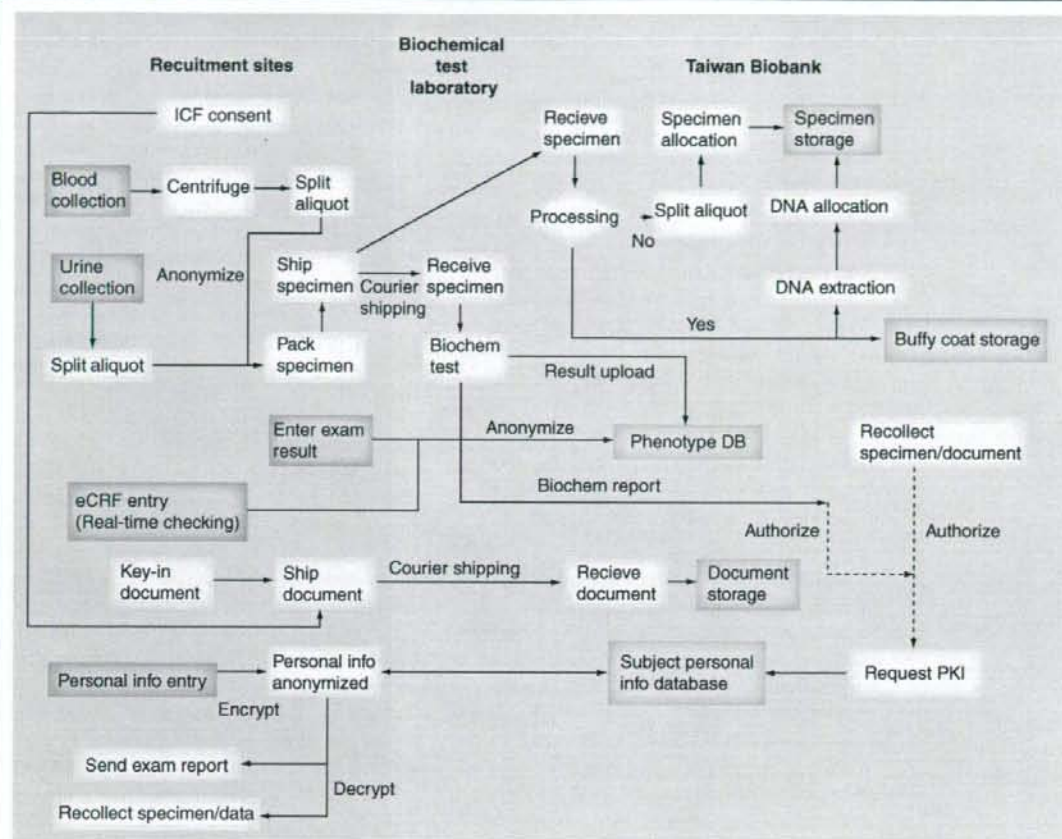 Recuitment sites
Biochemical
test
laboratory
Taiwan Biobank
ICF consent
Blood
collection
Centrifuge
Split
aliquot
Recieve
specimen
Specimen
allocation
Specimen
storage
Processing
No
Split aliquot
DNA allocation
Urine
collection
Anonymize
Ship
specimen
Courier
shipping
Receive
specimen
DNA extraction
Yes
Buffy coat storage
Split aliquot
Pack
specimen
Biochem
test
Result upload
Enter exam
result
Anonymize
Phenotype DB
Recollect
specimen/document
eCRF entry
(Real-time checking)
Biochem report
Authorize
Authorize
Key-in
document
Ship
document
Courier shipping
Recieve
document
Document
storage
Personal info entry
Personal info
anonymized
Subject personal
info database
Request PKI
Encrypt
Send exam report
Decrypt
Recollect specimen/data